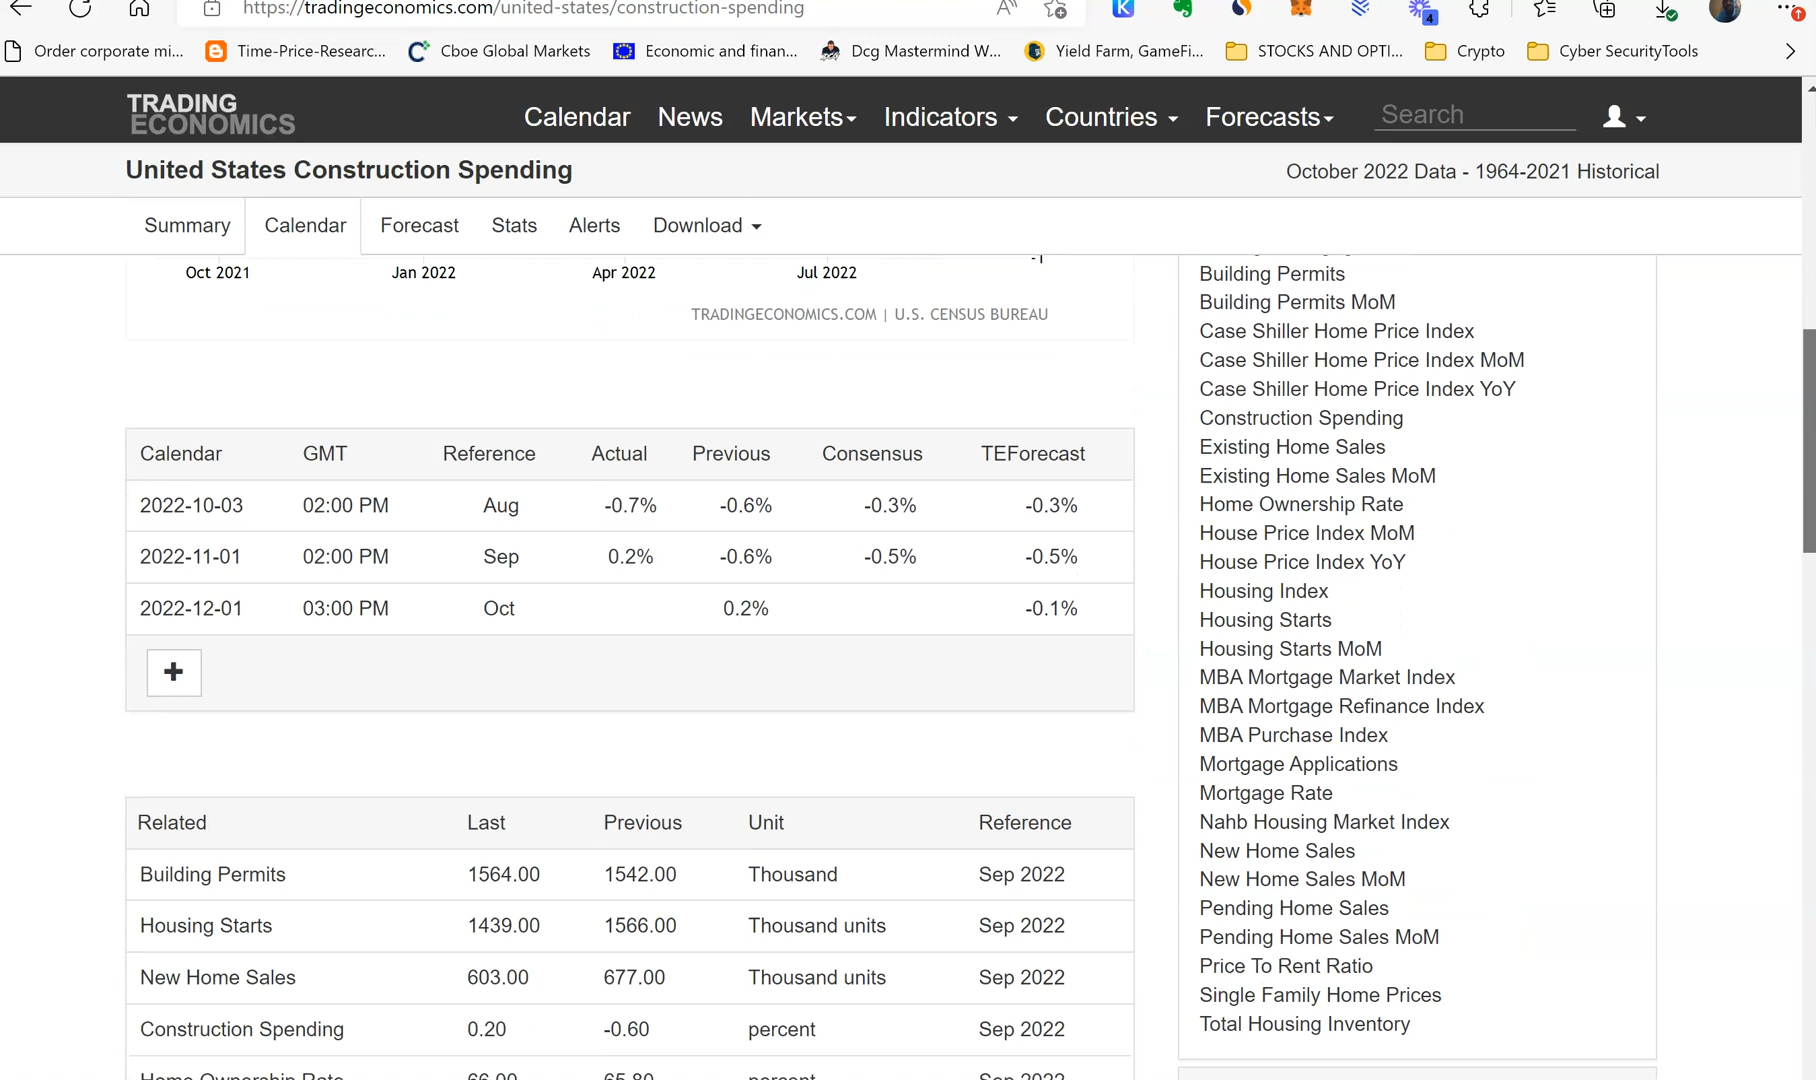 https://tradingeconomics.com/united-states/construction-spending
4
Order corporate mi...
Time-Price-Researc...
Cboe Global Markets
Economic and finan...
Dcg Mastermind W...
Yield Farm, GameFi...
STOCKS AND OPTI...
Crypto
Cyber SecurityTools
TRADING
ECONOMICS
Calendar
News
Markets
Indicators
Countries
Forecasts
Search
United States Construction Spending
October 2022 Data - 1964-2021 Historical
Summary
Calendar
Forecast
Stats
Alerts
Download
-1
Oct 2021 Jan 2022 Apr 2022 Jul 2022
TRADINGECONOMICS.COM | U.S. CENSUS BUREAU
Calendar GMT Reference Actual Previous Consensus TEForecast
2022-10-03 02:00 PM Aug -0.7% -0.6% -0.3% -0.3%
2022-11-01 02:00 PM Sep 0.2% -0.6% -0.5% -0.5%
2022-12-01 03:00 PM Oct 0.2% -0.1%
Related Last Previous Unit Reference
Building Permits 1564.00 1542.00 Thousand Sep 2022
Housing Starts 1439.00 1566.00 Thousand units Sep 2022
New Home Sales 603.00 677.00 Thousand units Sep 2022
Construction Spending 0.20 -0.60 percent Sep 2022
Home Ownership Rate 66.00 65.80 percent Sep 2022
Building Permits
Building Permits MoM
Case Shiller Home Price Index
Case Shiller Home Price Index MoM
Case Shiller Home Price Index YoY
Construction Spending
Existing Home Sales
Existing Home Sales MoM
Home Ownership Rate
House Price Index MoM
House Price Index YoY
Housing Index
Housing Starts
Housing Starts MoM
MBA Mortgage Market Index
MBA Mortgage Refinance Index
MBA Purchase Index
Mortgage Applications
Mortgage Rate
Nahb Housing Market Index
New Home Sales
New Home Sales MoM
Pending Home Sales
Pending Home Sales MoM
Price To Rent Ratio
Single Family Home Prices
Total Housing Inventory